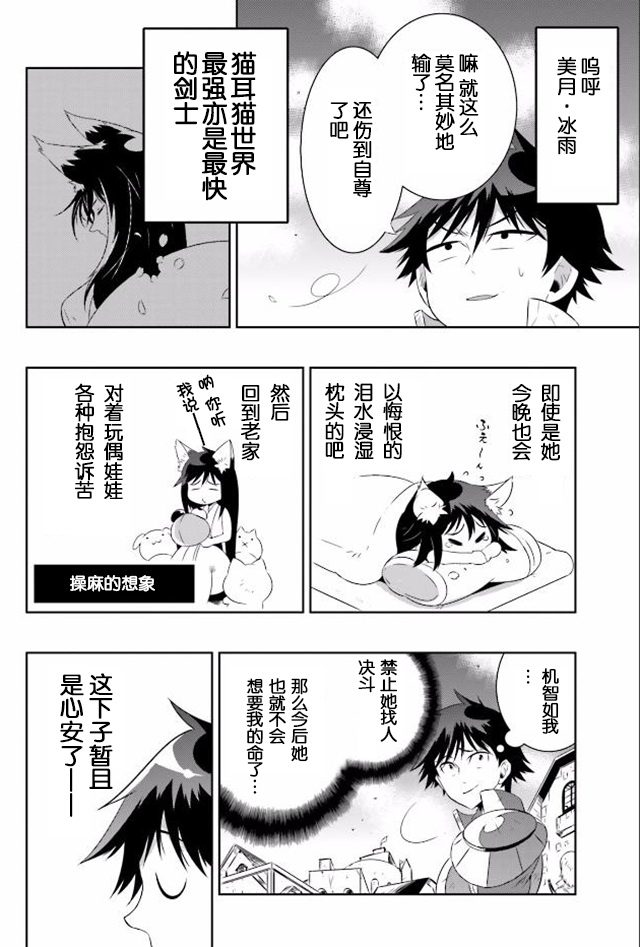 呜呼
美月·冰雨
嘛 就这么
莫名其妙地
输了…
还伤到自尊
了吧
猫耳猫世界
最强亦是最快
的剑士
即使是她
今晚也会
以悔恨的
泪水浸湿
枕头的吧
ふぇ～ん
然后
回到老家
呐 你听
我说——
对着玩偶娃娃
各种抱怨诉苦
操麻的想象
机智如我
…
禁止她找人
决斗
那么今后她
也就不会
想要我的命了…
这下子暂且
是心安了——